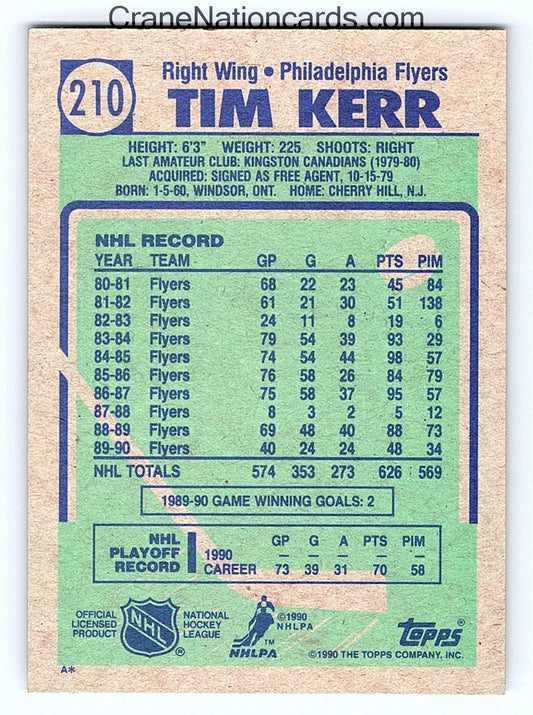 CraneNationcards.com
210
Right Wing • Philadelphia Flyers
TIM KERR
HEIGHT: 6'3" WEIGHT: 225 SHOOTS: RIGHT
LAST AMATEUR CLUB: KINGSTON CANADIANS (1979-80)
ACQUIRED: SIGNED AS FREE AGENT, 10-15-79
BORN: 1-5-60, WINDSOR, ONT. HOME: CHERRY HILL, N.J.
NHL RECORD
YEAR TEAM GP G A PTS PIM
80-81 Flyers 68 22 23 45 84
81-82 Flyers 61 21 30 51 138
82-83 Flyers 24 11 8 19 6
83-84 Flyers 79 54 39 93 29
84-85 Flyers 74 54 44 98 57
85-86 Flyers 76 58 26 84 79
86-87 Flyers 75 58 37 95 57
87-88 Flyers 8 3 2 5 12
88-89 Flyers 69 48 40 88 73
89-90 Flyers 40 24 24 48 34
NHL TOTALS 574 353 273 626 569
1989-90 GAME WINNING GOALS: 2
NHL PLAYOFF RECORD
GP G A PTS PIM
1990 – – – – –
CAREER 73 39 31 70 58
OFFICIAL LICENSED PRODUCT
NHL ®
NATIONAL HOCKEY LEAGUE
©1990 NHLPA
NHLPA ™
Topps ®
©1990 THE TOPPS COMPANY, INC.
A*